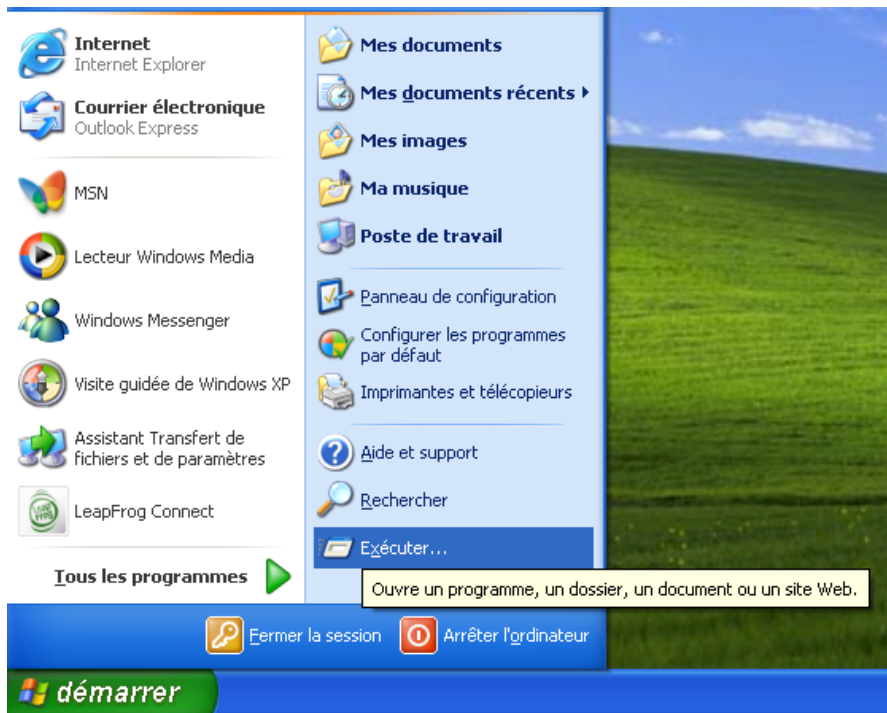 Internet
Internet Explorer
Courrier électronique
Outlook Express
MSN
Lecteur Windows Media
Windows Messenger
Visite guidée de Windows XP
Assistant Transfert de
fichiers et de paramètres
LeapFrog Connect
Tous les programmes
Mes documents
Mes documents récents
Mes images
Ma musique
Poste de travail
Panneau de configuration
Configurer les programmes
par défaut
Imprimantes et télécopieurs
Aide et support
Rechercher
Exécuter...
Ouvre un programme, un dossier, un document ou un site Web.
Fermer la session
Arrêter l'ordinateur
démarrer